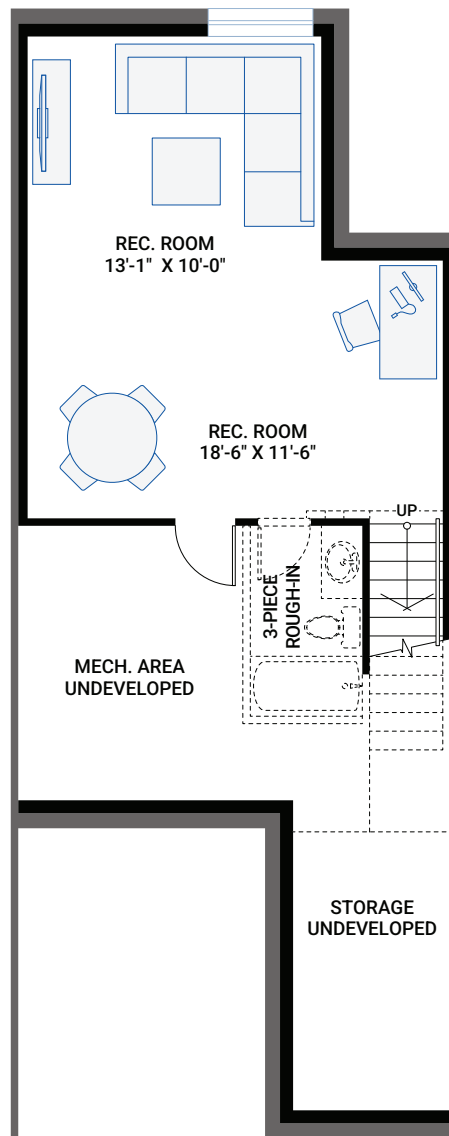 REC. ROOM
13'-1" X 10'-0"
REC. ROOM
18'-6" X 11'-6"
UP
3-PIECE
ROUGH-IN
MECH. AREA
UNDEVELOPED
STORAGE
UNDEVELOPED